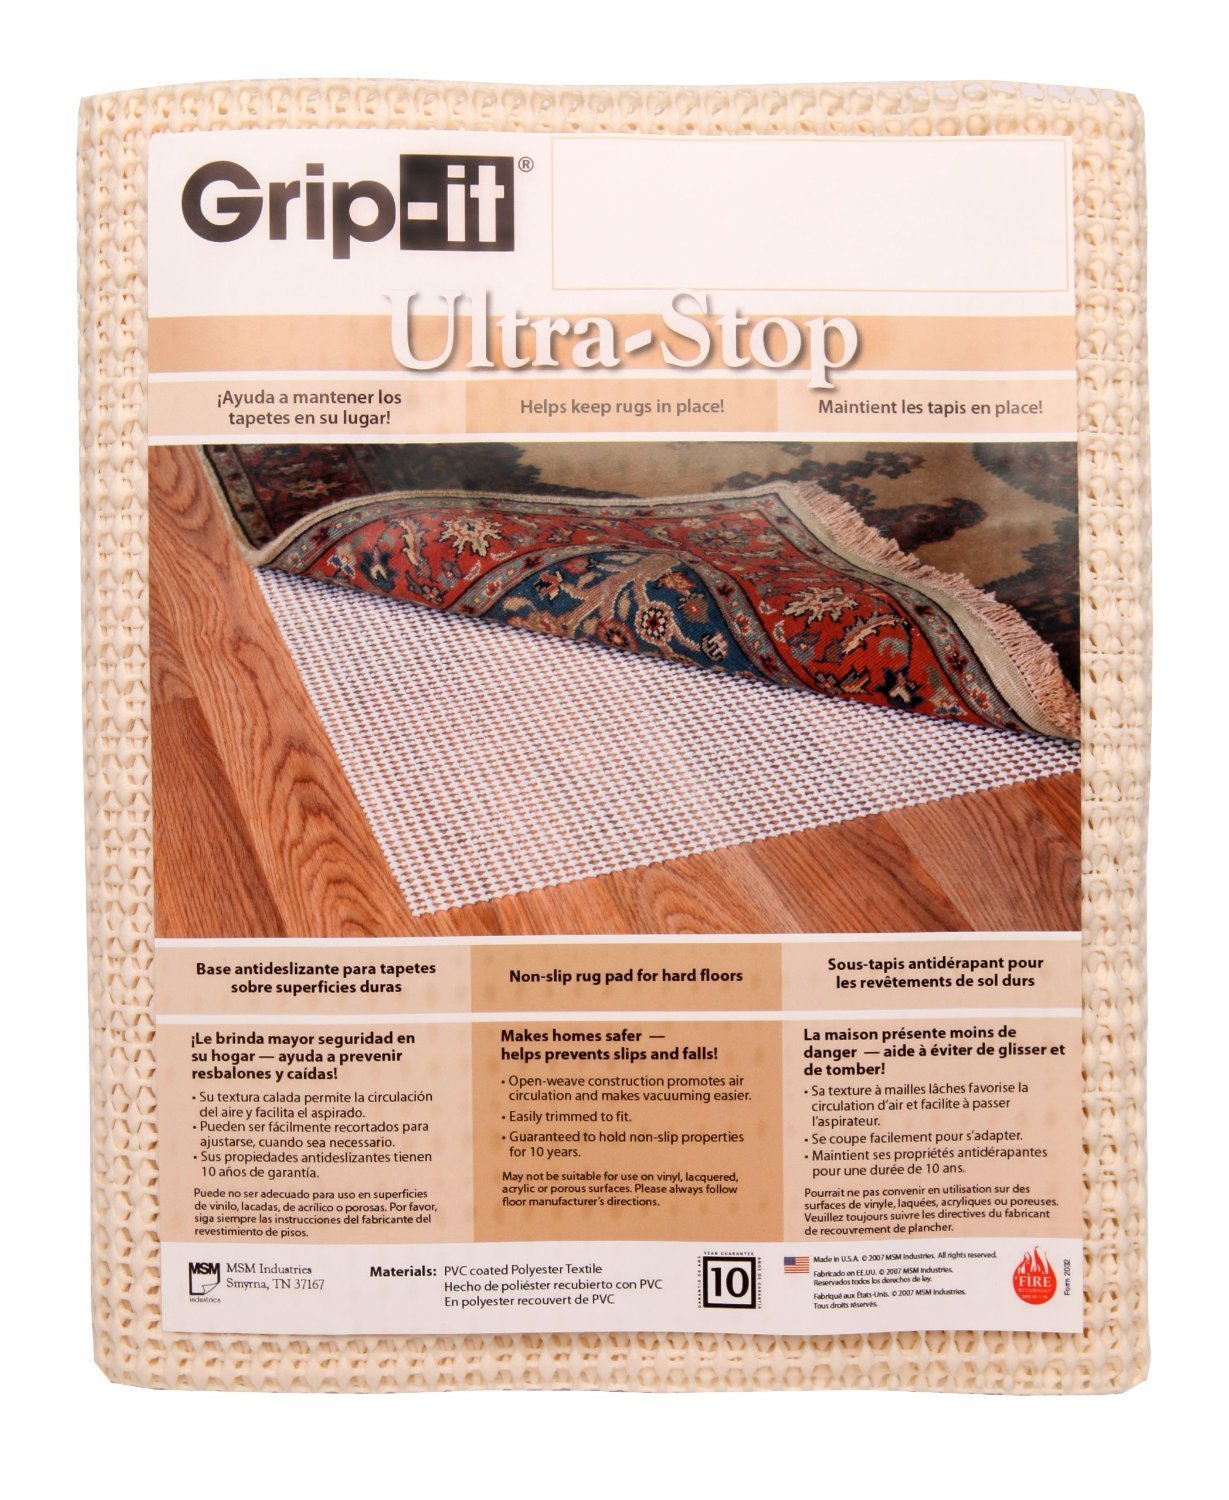 Grip-it®
Ultra-Stop
¡Ayuda a mantener los
tapetes en su lugar!
Helps keep rugs in place!
Maintient les tapis en place!
Base antideslizante para tapetes
sobre superficies duras
Non-slip rug pad for hard floors
Sous-tapis antidérapant pour
les revêtements de sol durs
¡Le brinda mayor seguridad en
su hogar — ayuda a prevenir
resbalones y caídas!
• Su textura calada permite la circulación
del aire y facilita el aspirado.
• Pueden ser fácilmente recortados para
ajustarse, cuando sea necesario.
• Sus propiedades antideslizantes tienen
10 años de garantía.
Puede no ser adecuado para uso en superficies
de vinilo, lacadas, de acrílico o porosas. Por favor,
siga siempre las instrucciones del fabricante del
revestimiento de pisos.
Makes homes safer —
helps prevents slips and falls!
• Open-weave construction promotes air
circulation and makes vacuuming easier.
• Easily trimmed to fit.
• Guaranteed to hold non-slip properties
for 10 years.
May not be suitable for use on vinyl, lacquered,
acrylic or porous surfaces. Please always follow
floor manufacturer's directions.
La maison présente moins de
danger — aide à éviter de glisser et
de tomber!
• Sa texture à mailles lâches favorise la
circulation d'air et facilite à passer
l'aspirateur.
• Se coupe facilement pour s'adapter.
• Maintient ses propriétés antidérapantes
pour une durée de 10 ans.
Pourrait ne pas convenir en utilisation sur des
surfaces de vinyle, laquées, acryliques ou poreuses.
Veuillez toujours suivre les directives du fabricant
de recouvrement de plancher.
MSM
industries
MSM Industries
Smyrna, TN 37167
Materials: PVC coated Polyester Textile
Hecho de poliéster recubierto con PVC
En polyester recouvert de PVC
YEAR GUARANTEE
GARANTIE DE ANS
10
AÑOS DE GARANTÍA
Made in U.S.A. © 2007 MSM Industries. All rights reserved.
Fabricado en EE.UU. © 2007 MSM Industries.
Reservados todos los derechos de ley.
Fabriqué aux États-Unis. © 2007 MSM Industries.
Tous droits réservés.
FIRE
RETARDANT
Form 2032